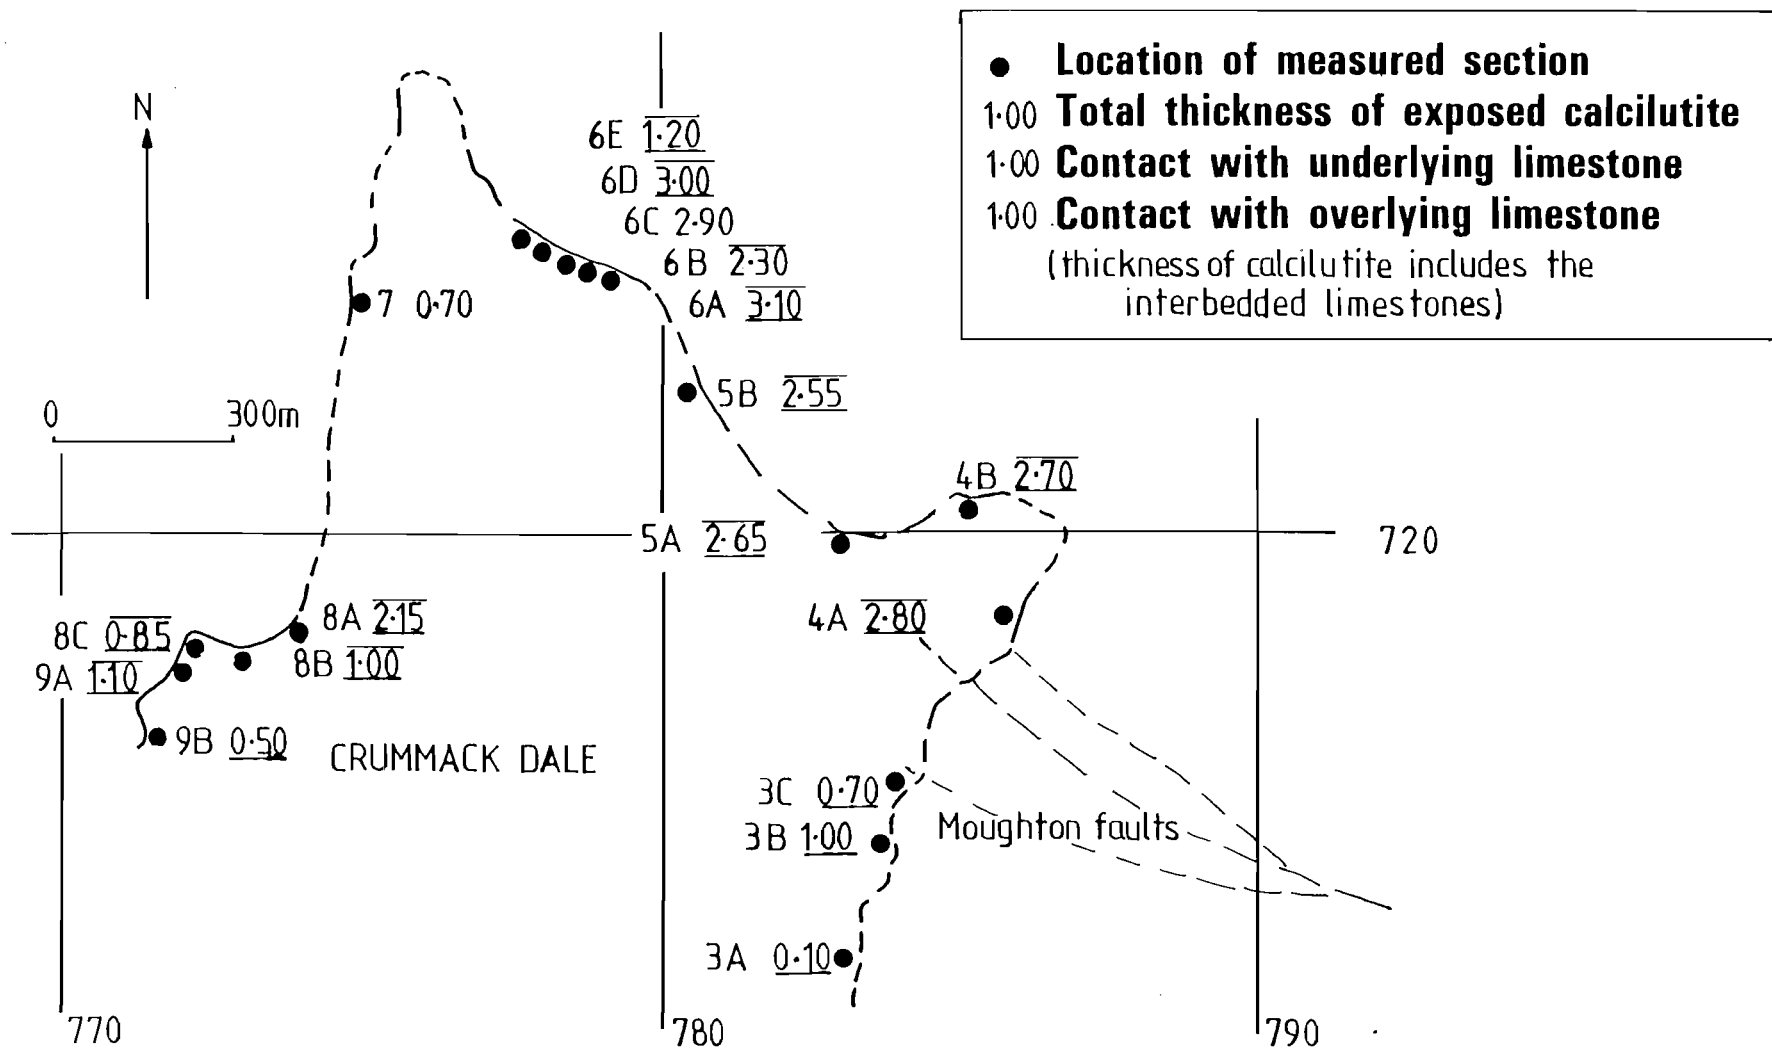 N
6E 1·20
6D 3·00
6C 2·90
6B 2·30
6A 3·10
● Location of measured section
1·00 Total thickness of exposed calcilutite
1·00 Contact with underlying limestone
1·00 Contact with overlying limestone
(thickness of calcilutite includes the
interbedded limestones)
7 0·70
0 300m
5B 2·55
4B 2·70
5A 2·65
720
8A 2·15
8C 0·85
8B 1·00
9A 1·10
4A 2·80
9B 0·50
CRUMMACK DALE
3C 0·70
3B 1·00
Moughton faults
3A 0·10
770
780
790